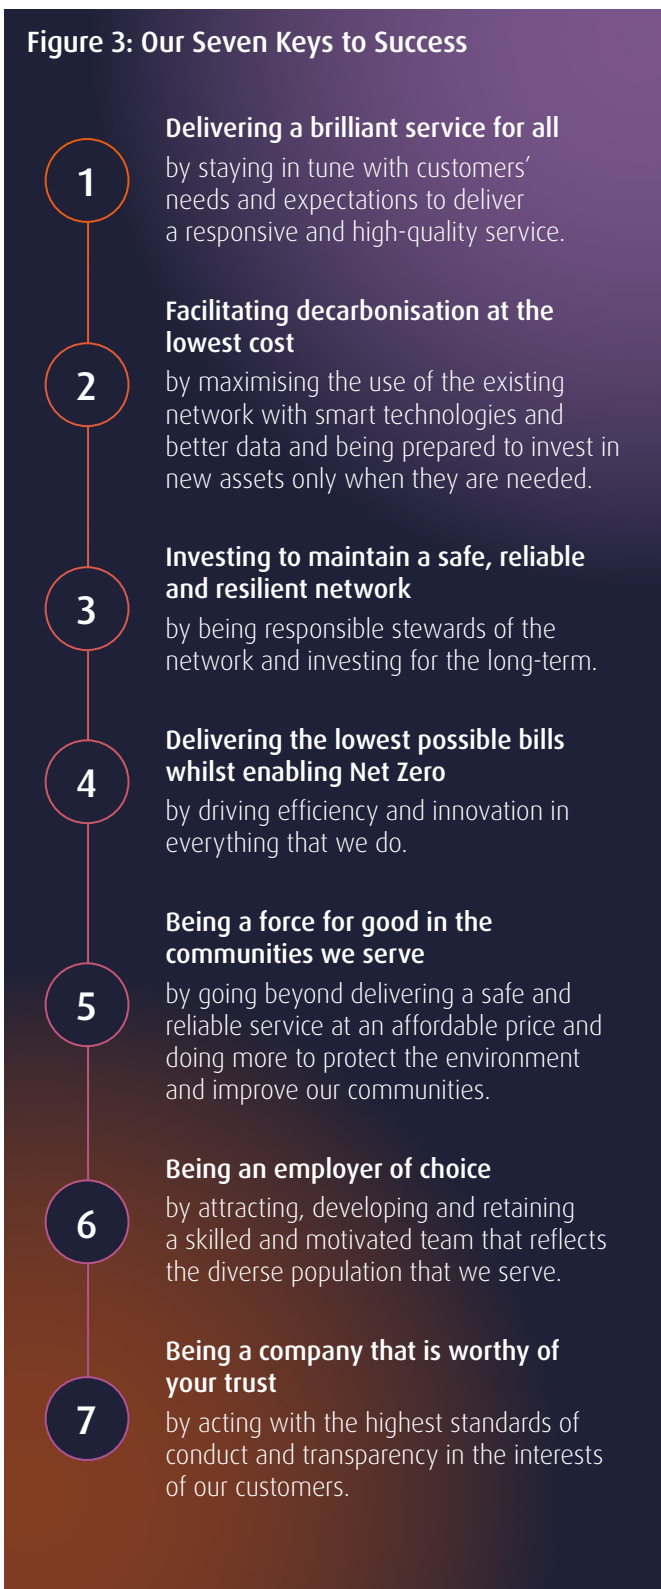 Figure 3: Our Seven Keys to Success
1
Delivering a brilliant service for all
by staying in tune with customers’
needs and expectations to deliver
a responsive and high-quality service.
2
Facilitating decarbonisation at the
lowest cost
by maximising the use of the existing
network with smart technologies and
better data and being prepared to invest in
new assets only when they are needed.
3
Investing to maintain a safe, reliable
and resilient network
by being responsible stewards of the
network and investing for the long-term.
4
Delivering the lowest possible bills
whilst enabling Net Zero
by driving efficiency and innovation in
everything that we do.
5
Being a force for good in the
communities we serve
by going beyond delivering a safe and
reliable service at an affordable price and
doing more to protect the environment
and improve our communities.
6
Being an employer of choice
by attracting, developing and retaining
a skilled and motivated team that reflects
the diverse population that we serve.
7
Being a company that is worthy of
your trust
by acting with the highest standards of
conduct and transparency in the interests
of our customers.